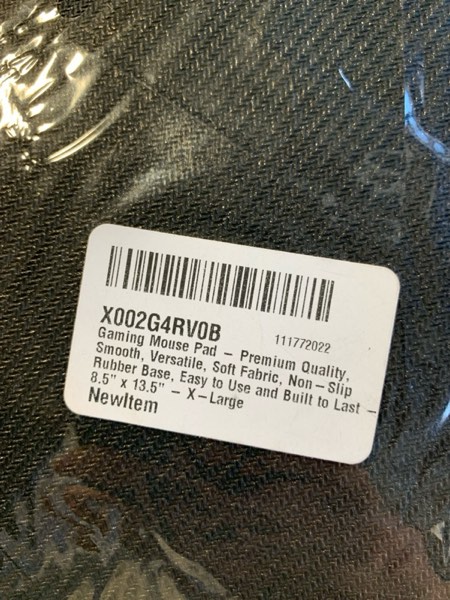 X002G4RV0B 111772022
Gaming Mouse Pad – Premium Quality,
Smooth, Versatile, Soft Fabric, Non–Slip
Rubber Base, Easy to Use and Built to Last –
8.5" x 13.5" – X–Large
NewItem